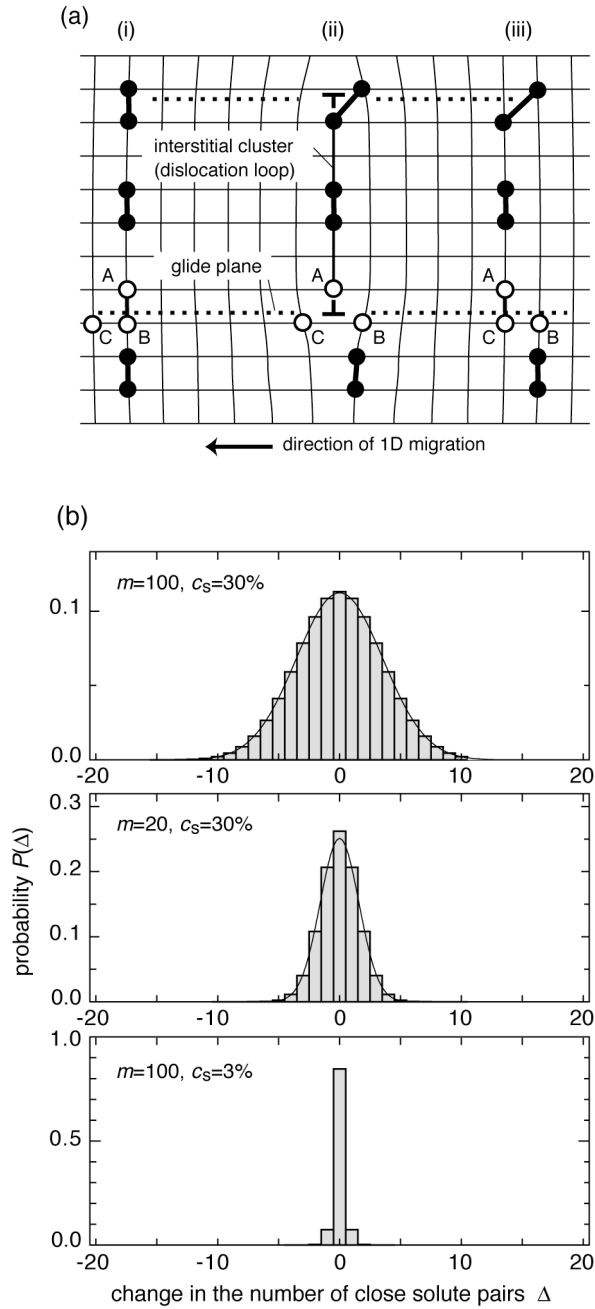 (a)
(i) (ii) (iii)
interstitial cluster
(dislocation loop)
A A A
glide plane
C B C B C B
direction of 1D migration
(b)
m=100, cs=30%
0.1
0.0
-20 -10 0 10 20
m=20, cs=30%
0.3
0.2
0.1
0.0
-20 -10 0 10 20
m=100, cs=3%
1.0
0.5
0.0
-20 -10 0 10 20
probability P(Δ)
change in the number of close solute pairs Δ